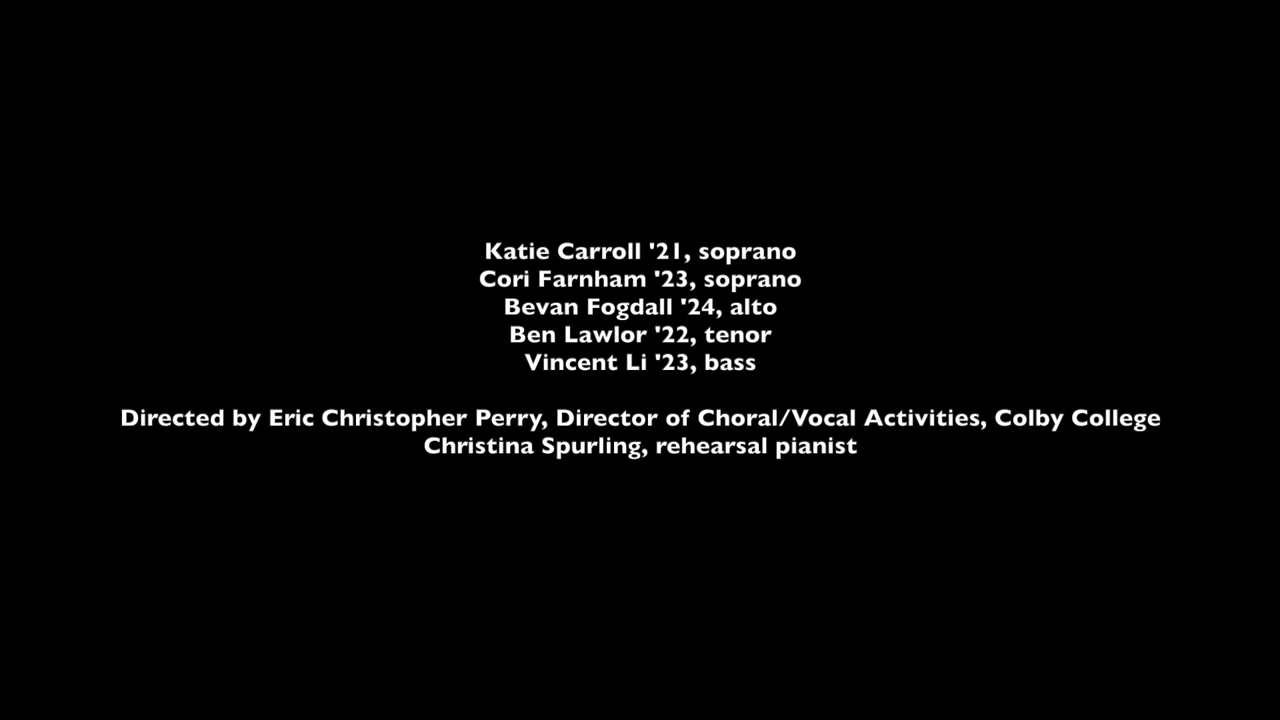 Katie Carroll '21, soprano
Cori Farnham '23, soprano
Bevan Fogdall '24, alto
Ben Lawlor '22, tenor
Vincent Li '23, bass
Directed by Eric Christopher Perry, Director of Choral/Vocal Activities, Colby College
Christina Spurling, rehearsal pianist